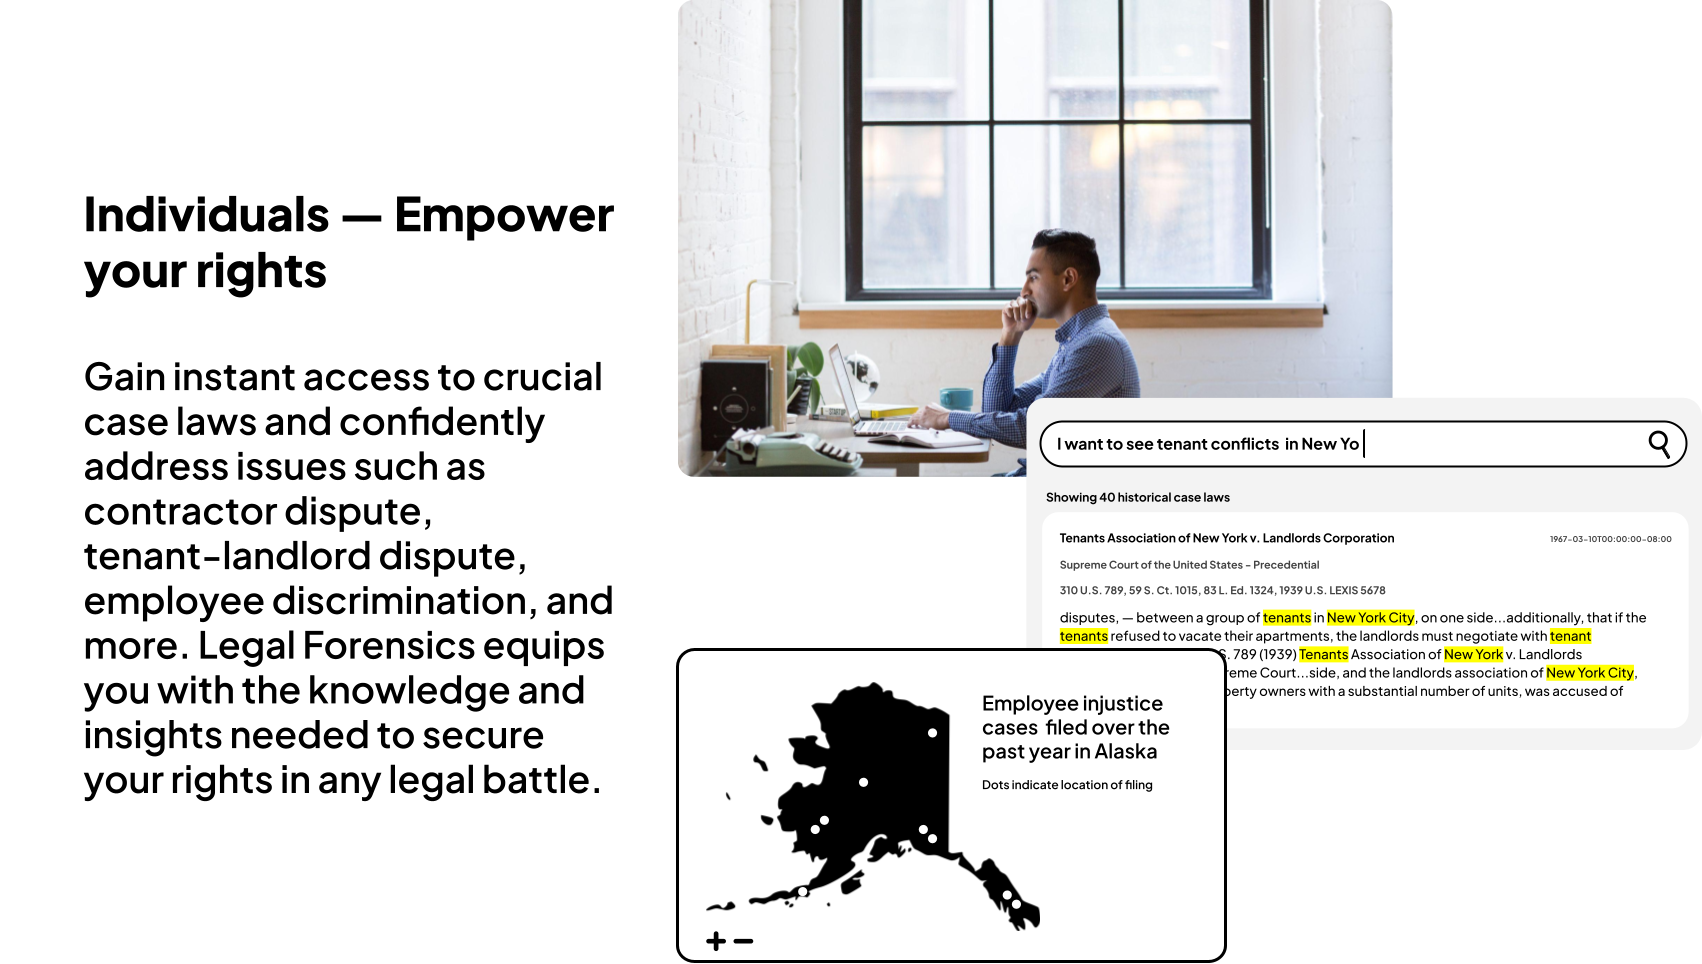 Individuals — Empower
your rights
Gain instant access to crucial
case laws and confidently
address issues such as
contractor dispute,
tenant-landlord dispute,
employee discrimination, and
more. Legal Forensics equips
you with the knowledge and
insights needed to secure
your rights in any legal battle.
I want to see tenant conflicts in New Yo
Showing 40 historical case laws
Tenants Association of New York v. Landlords Corporation
1967-03-10T00:00:00-08:00
Supreme Court of the United States - Precedential
310 U.S. 789, 59 S. Ct. 1015, 83 L. Ed. 1324, 1939 U.S. LEXIS 5678
disputes, — between a group of tenants in New York City, on one side...additionally, that if the
tenants refused to vacate their apartments, the landlords must negotiate with tenant
S. 789 (1939) Tenants Association of New York v. Landlords
reme Court...side, and the landlords association of New York City,
perty owners with a substantial number of units, was accused of
Employee injustice
cases filed over the
past year in Alaska
Dots indicate location of filing